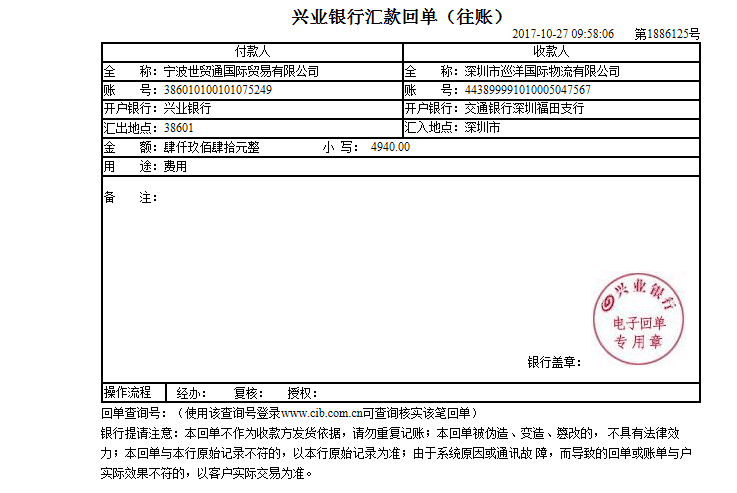 兴业银行汇款回单（往账）
2017-10-27 09:58:06 第1886125号
付款人 收款人
全 称：宁波世贸通国际贸易有限公司 全 称：深圳市巡洋国际物流有限公司
账 号：386010100101075249 账 号：443899991010005047567
开户银行：兴业银行 开户银行：交通银行深圳福田支行
汇出地点：38601 汇入地点：深圳市
金 额：肆仟玖佰肆拾元整 小 写： 4940.00
用 途：费用
备 注：
兴业银行
电子回单
专用章
银行盖章：
操作流程 经办： 复核： 授权：
回单查询号：（使用该查询号登录www.cib.com.cn可查询核实该笔回单）
银行提请注意：本回单不作为收款方发货依据，请勿重复记账；本回单被伪造、变造、篡改的，不具有法律效
力；本回单与本行原始记录不符的，以本行原始记录为准；由于系统原因或通讯故 障，而导致的回单或账单与户
实际效果不符的，以客户实际交易为准。